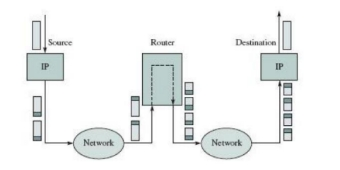 Source
Router
Destination
IP
IP
Network
Network